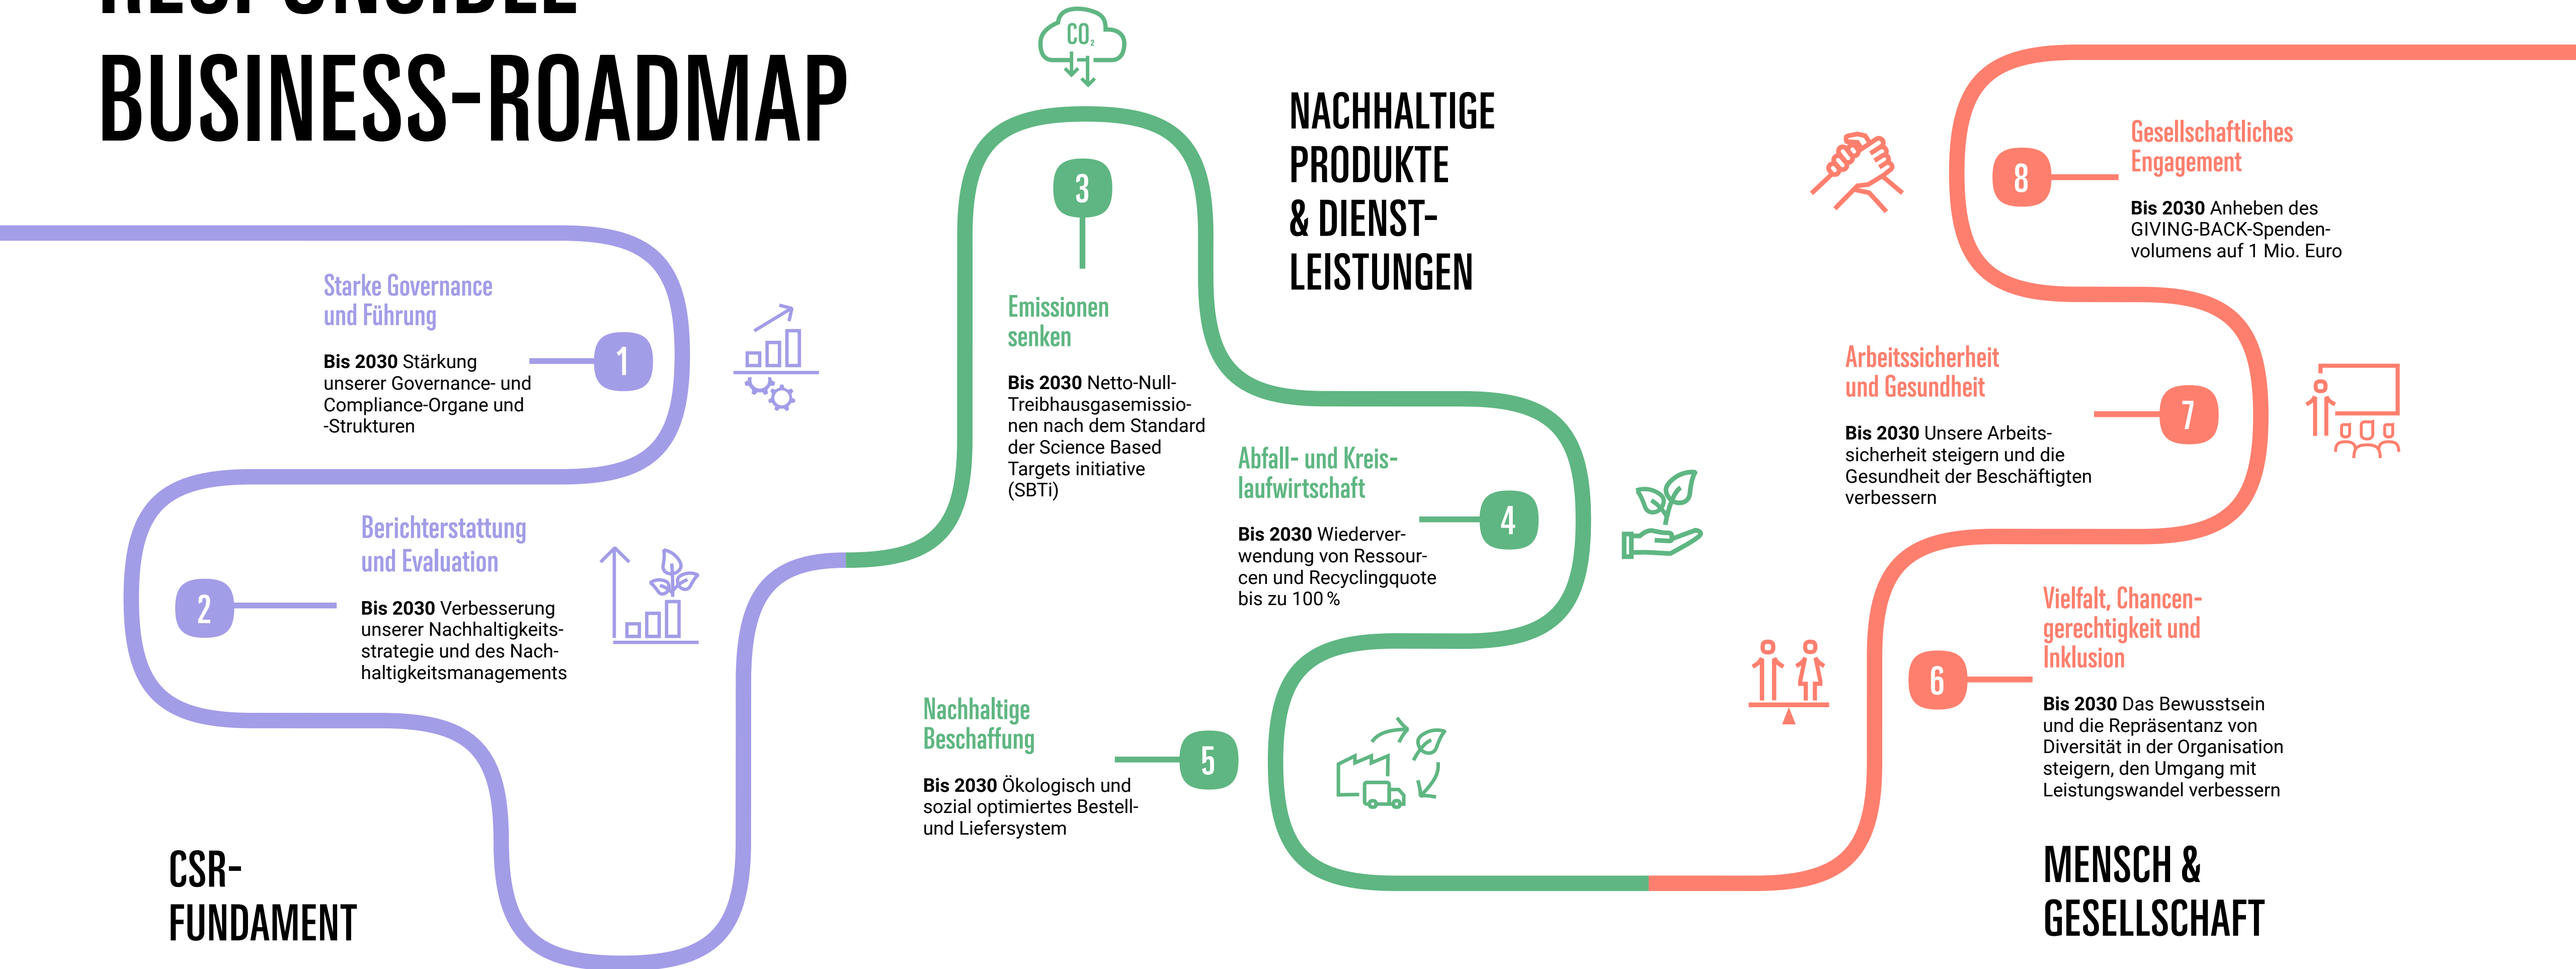 RESPONSIBLE
BUSINESS-ROADMAP
Starke Governance
und Führung
Bis 2030 Stärkung
unserer Governance- und
Compliance-Organe und
-Strukturen
1
Berichterstattung
und Evaluation
2
Bis 2030 Verbesserung
unserer Nachhaltigkeits-
strategie und des Nach-
haltigkeitsmanagements
CSR-
FUNDAMENT
CO₂
3
Emissionen
senken
Bis 2030 Netto-Null-
Treibhausgasemissio-
nen nach dem Standard
der Science Based
Targets initiative
(SBTi)
NACHHALTIGE
PRODUKTE
& DIENST-
LEISTUNGEN
Abfall- und Kreis-
laufwirtschaft
4
Bis 2030 Wiederver-
wendung von Ressour-
cen und Recyclingquote
bis zu 100 %
Nachhaltige
Beschaffung
5
Bis 2030 Ökologisch und
sozial optimiertes Bestell-
und Liefersystem
Vielfalt, Chancen-
gerechtigkeit und
Inklusion
6
Bis 2030 Das Bewusstsein
und die Repräsentanz von
Diversität in der Organisation
steigern, den Umgang mit
Leistungswandel verbessern
Arbeitssicherheit
und Gesundheit
7
Bis 2030 Unsere Arbeits-
sicherheit steigern und die
Gesundheit der Beschäftigten
verbessern
Gesellschaftliches
Engagement
8
Bis 2030 Anheben des
GIVING-BACK-Spenden-
volumens auf 1 Mio. Euro
MENSCH &
GESELLSCHAFT